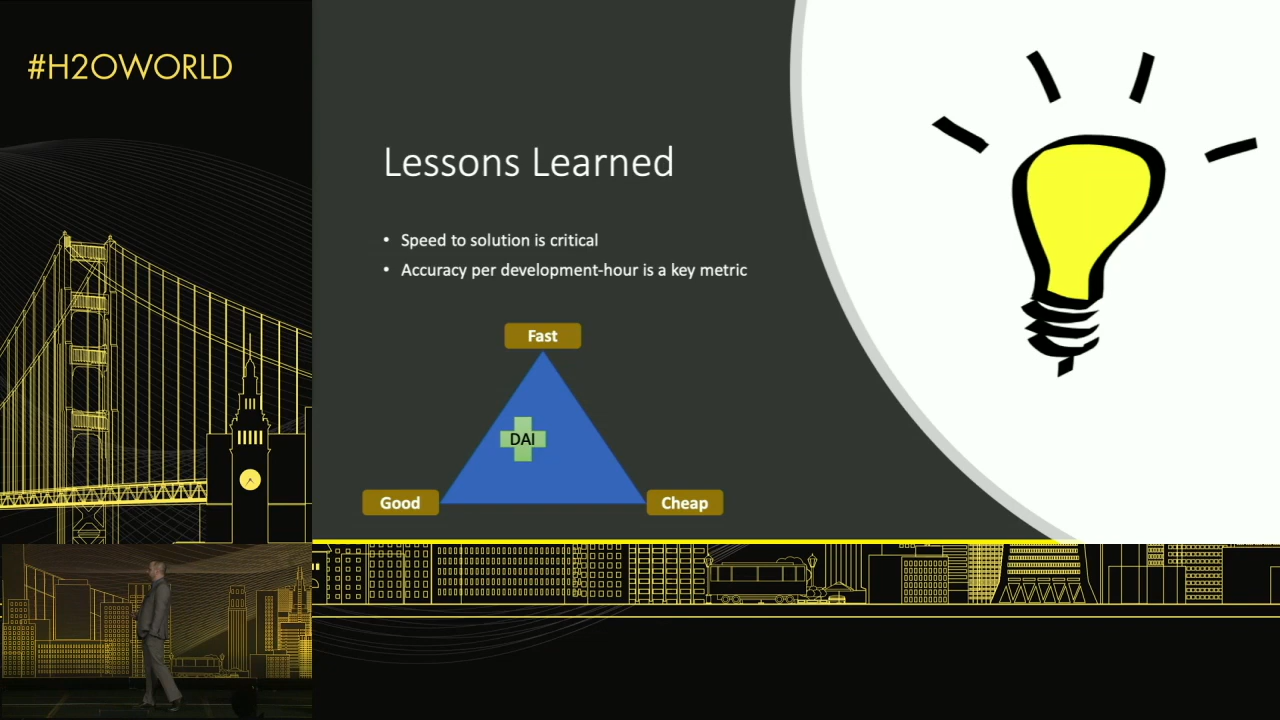 #H2OWORLD
Lessons Learned
• Speed to solution is critical
• Accuracy per development-hour is a key metric
Fast
DAI
Good
Cheap